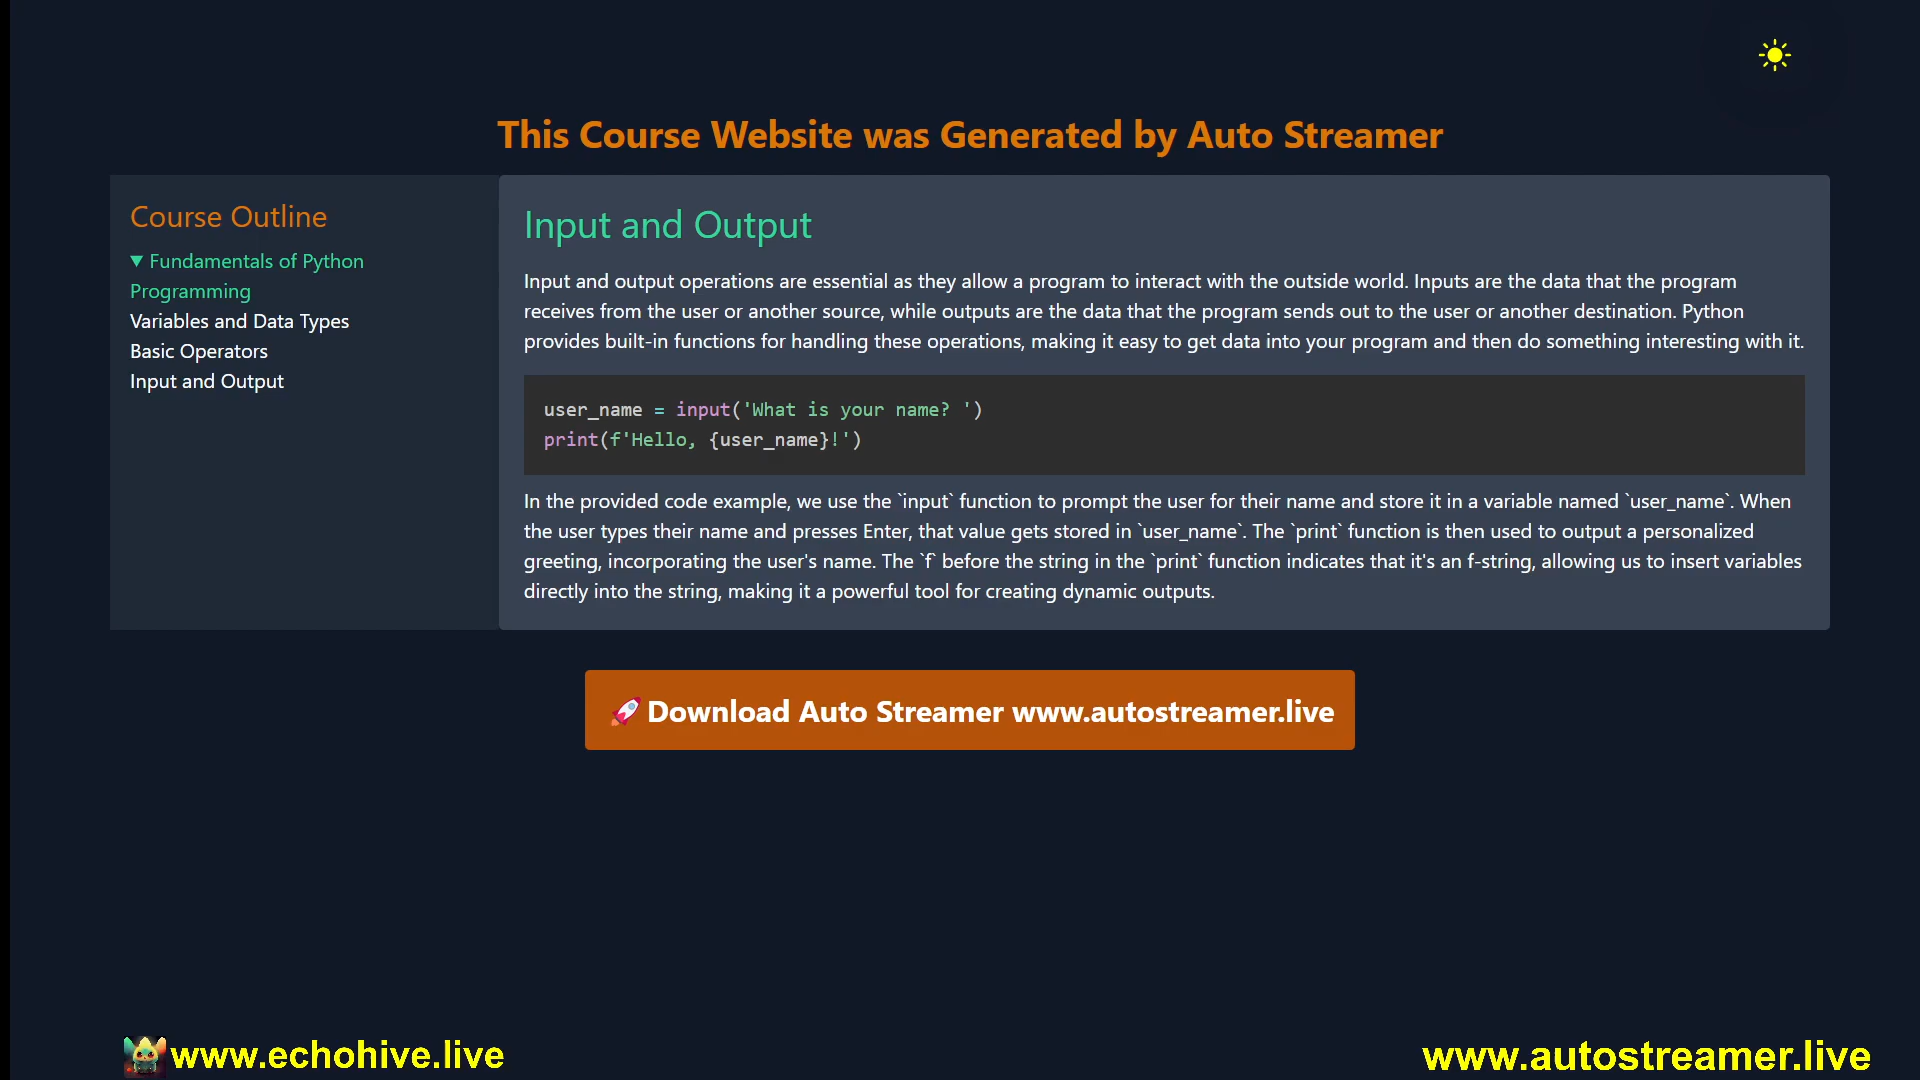 This Course Website was Generated by Auto Streamer
Course Outline
▼ Fundamentals of Python
Programming
Variables and Data Types
Basic Operators
Input and Output
Input and Output
Input and output operations are essential as they allow a program to interact with the outside world. Inputs are the data that the program
receives from the user or another source, while outputs are the data that the program sends out to the user or another destination. Python
provides built-in functions for handling these operations, making it easy to get data into your program and then do something interesting with it.
user_name = input('What is your name? ')
print(f'Hello, {user_name}!')
In the provided code example, we use the `input` function to prompt the user for their name and store it in a variable named `user_name`. When
the user types their name and presses Enter, that value gets stored in `user_name`. The `print` function is then used to output a personalized
greeting, incorporating the user's name. The `f` before the string in the `print` function indicates that it's an f-string, allowing us to insert variables
directly into the string, making it a powerful tool for creating dynamic outputs.
🚀Download Auto Streamer www.autostreamer.live
www.echohive.live
www.autostreamer.live